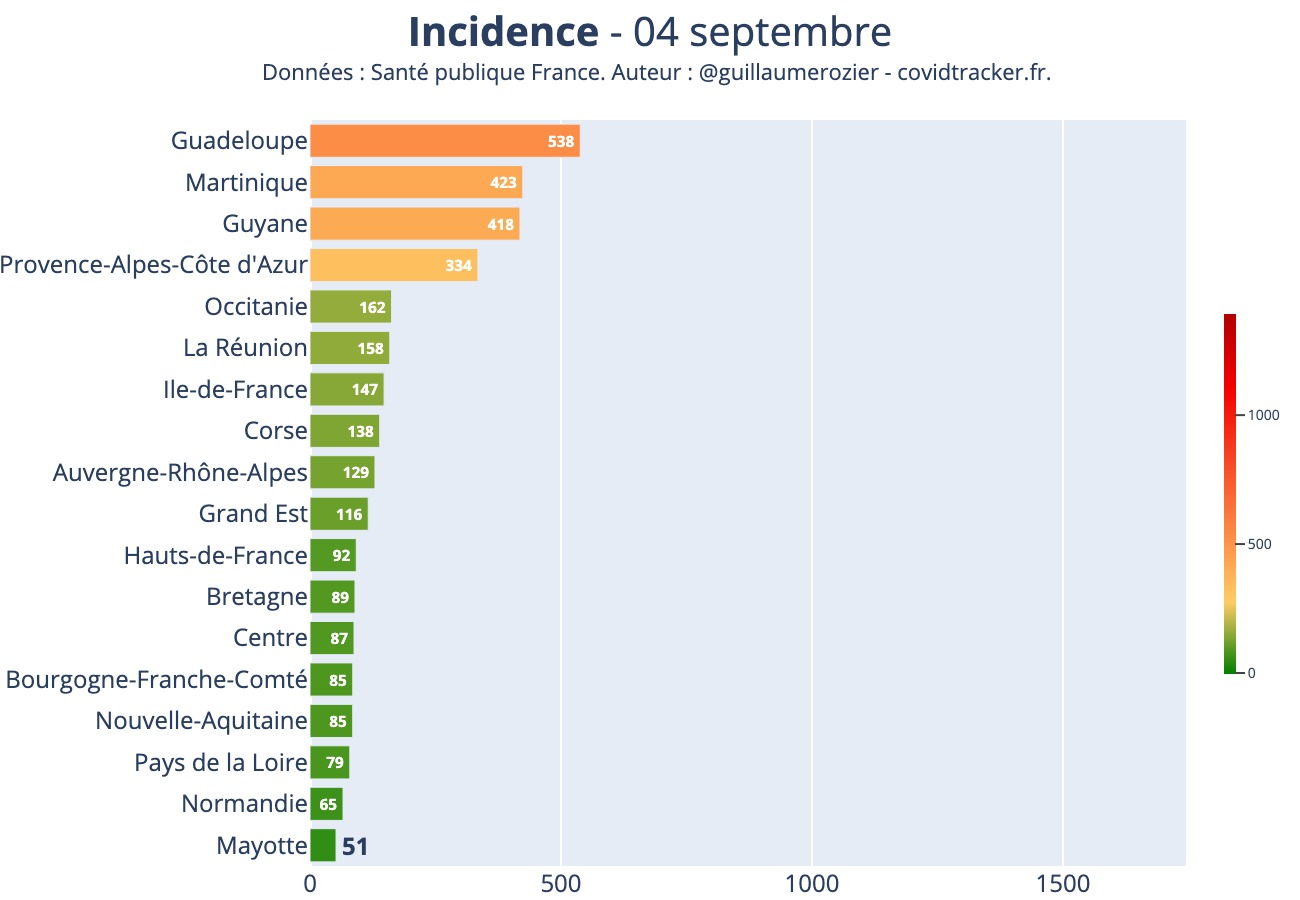 Incidence - 04 septembre
Données : Santé publique France. Auteur : @guillaumerozier - covidtracker.fr.
Guadeloupe 538
Martinique 423
Guyane 418
Provence-Alpes-Côte d'Azur 334
Occitanie 162
La Réunion 158
Ile-de-France 147
Corse 138
Auvergne-Rhône-Alpes 129
Grand Est 116
Hauts-de-France 92
Bretagne 89
Centre 87
Bourgogne-Franche-Comté 85
Nouvelle-Aquitaine 85
Pays de la Loire 79
Normandie 65
Mayotte 51
0 500 1000 1500
1000
500
0